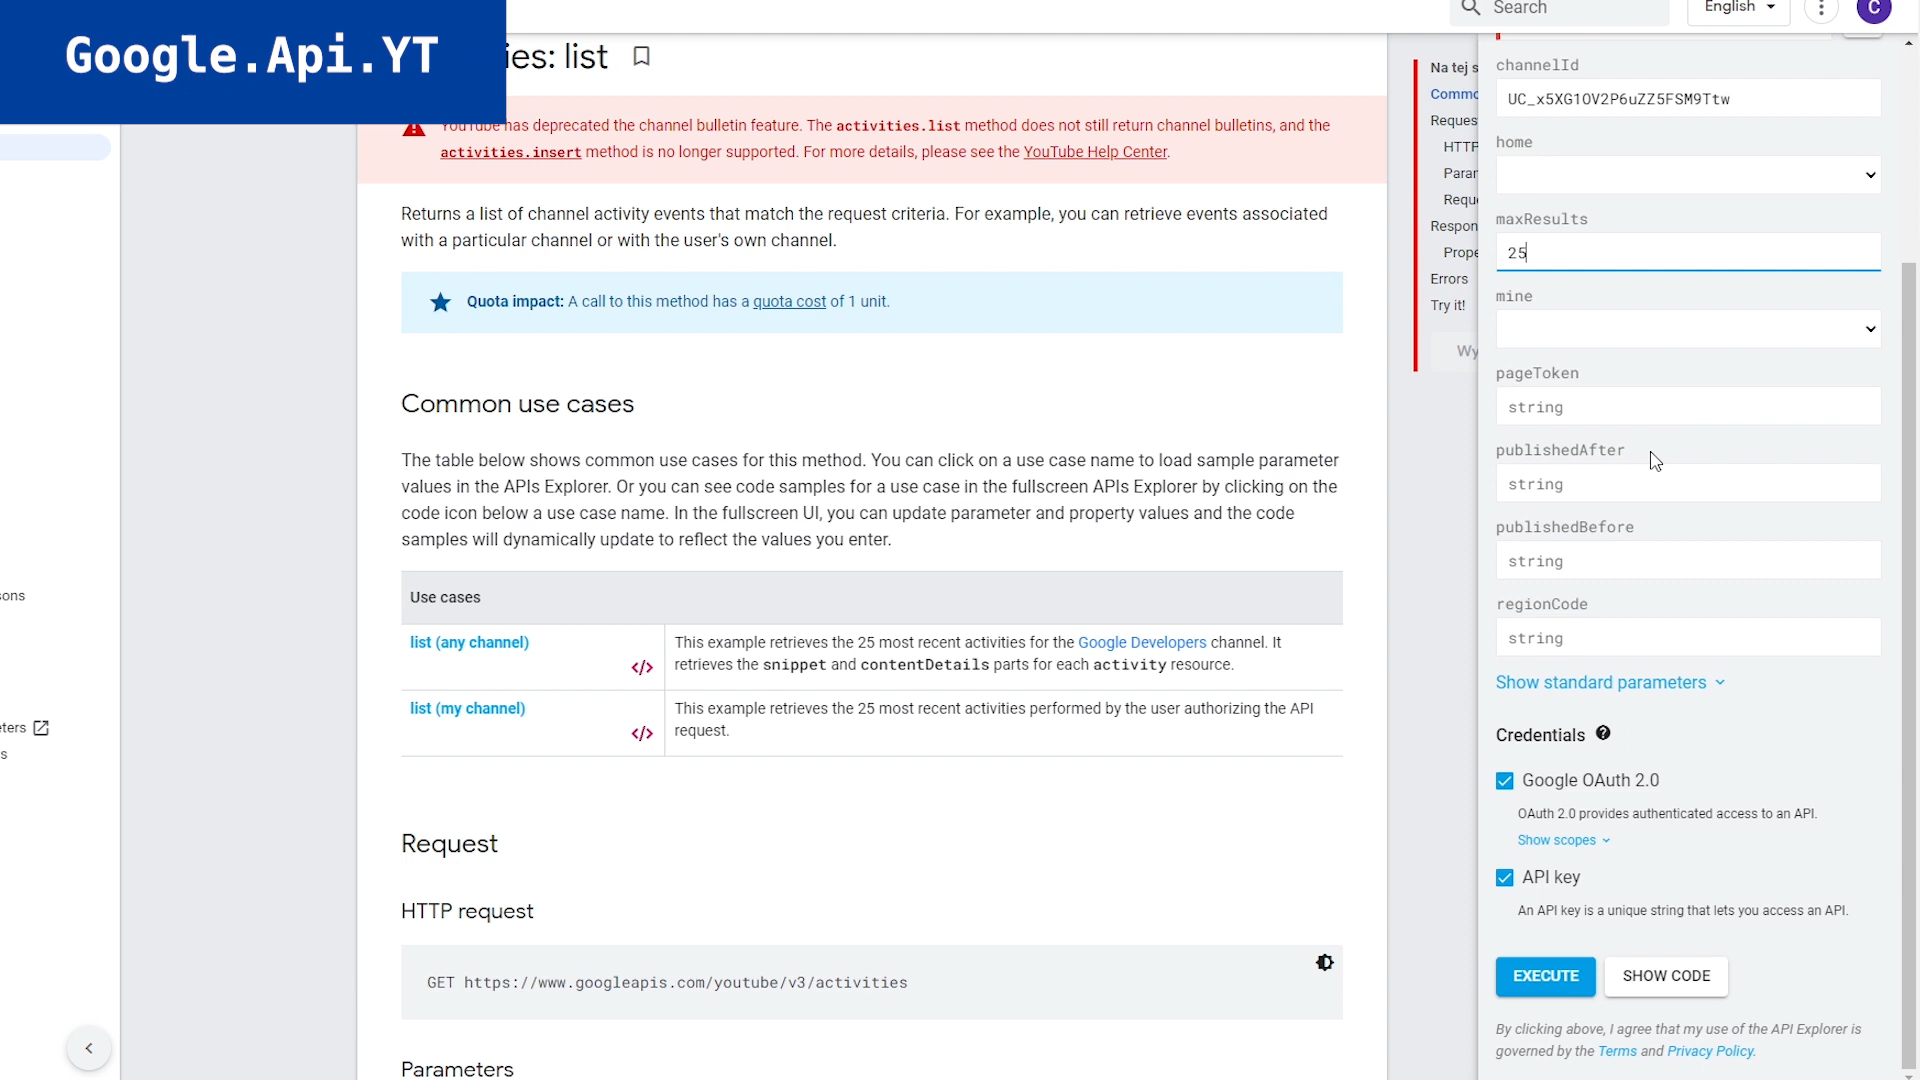 Google.Api.YT
Search
English
C
ies: list
YouTube has deprecated the channel bulletin feature. The activities.list method does not still return channel bulletins, and the
activities.insert method is no longer supported. For more details, please see the YouTube Help Center.
Returns a list of channel activity events that match the request criteria. For example, you can retrieve events associated
with a particular channel or with the user's own channel.
Quota impact: A call to this method has a quota cost of 1 unit.
Common use cases
The table below shows common use cases for this method. You can click on a use case name to load sample parameter
values in the APIs Explorer. Or you can see code samples for a use case in the fullscreen APIs Explorer by clicking on the
code icon below a use case name. In the fullscreen UI, you can update parameter and property values and the code
samples will dynamically update to reflect the values you enter.
Use cases
list (any channel)
</>
This example retrieves the 25 most recent activities for the Google Developers channel. It
retrieves the snippet and contentDetails parts for each activity resource.
list (my channel)
</>
This example retrieves the 25 most recent activities performed by the user authorizing the API
request.
Request
HTTP request
GET https://www.googleapis.com/youtube/v3/activities
Parameters
sons
eters
s
Na tej s
Commo
Reques
HTTP
Parar
Requ
Respon
Prope
Errors
Try it!
Wy
channelId
UC_x5XG1OV2P6uZZ5FSM9Ttw
home
maxResults
25
mine
pageToken
string
publishedAfter
string
publishedBefore
string
regionCode
string
Show standard parameters
Credentials
Google OAuth 2.0
OAuth 2.0 provides authenticated access to an API.
Show scopes
API key
An API key is a unique string that lets you access an API.
EXECUTE
SHOW CODE
By clicking above, I agree that my use of the API Explorer is
governed by the Terms and Privacy Policy.